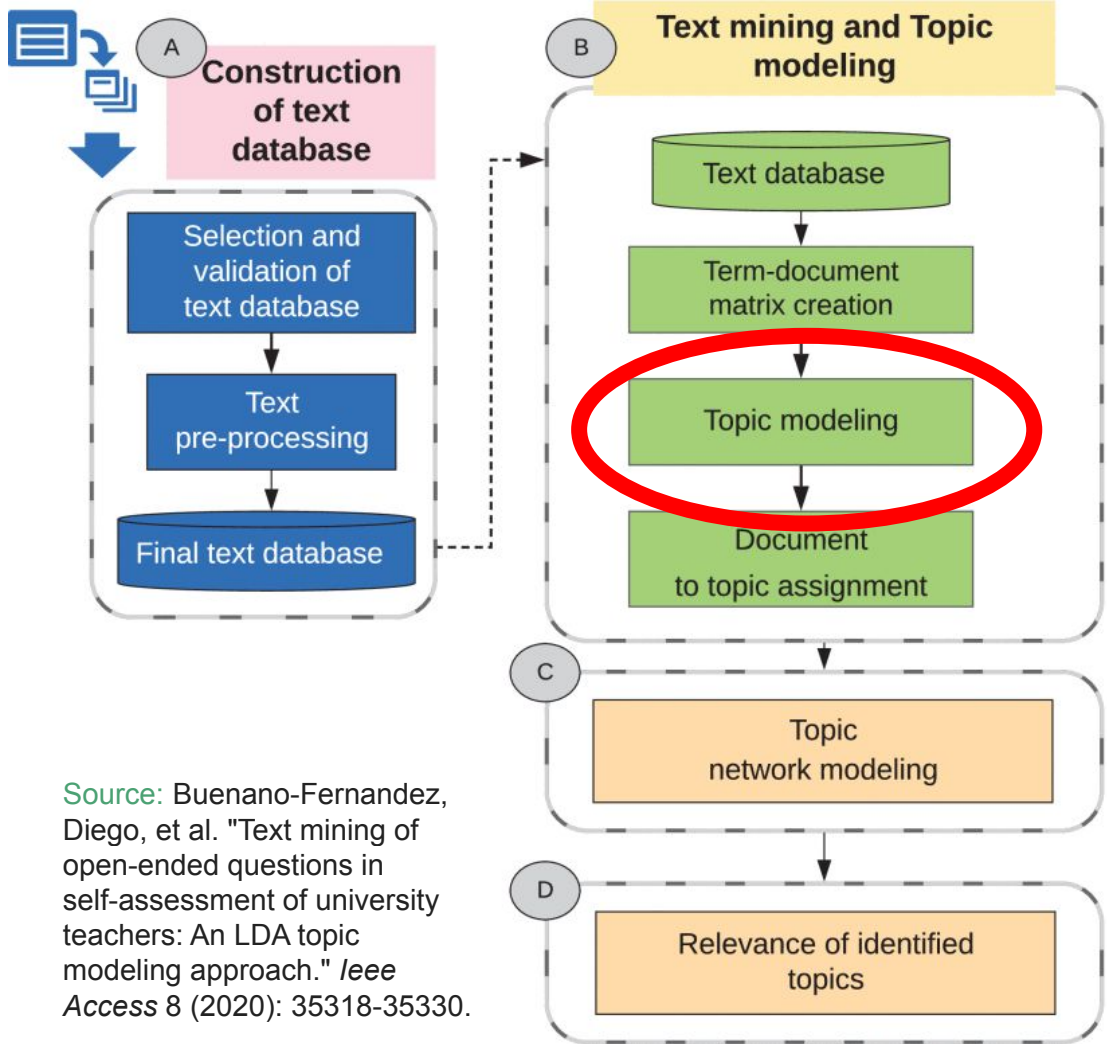 A
Construction
of text
database
Selection and
validation of
text database
Text
pre-processing
Final text database
B
Text mining and Topic
modeling
Text database
Term-document
matrix creation
Topic modeling
Document
to topic assignment
C
Topic
network modeling
D
Relevance of identified
topics
Source: Buenano-Fernandez,
Diego, et al. "Text mining of
open-ended questions in
self-assessment of university
teachers: An LDA topic
modeling approach." Ieee
Access 8 (2020): 35318-35330.